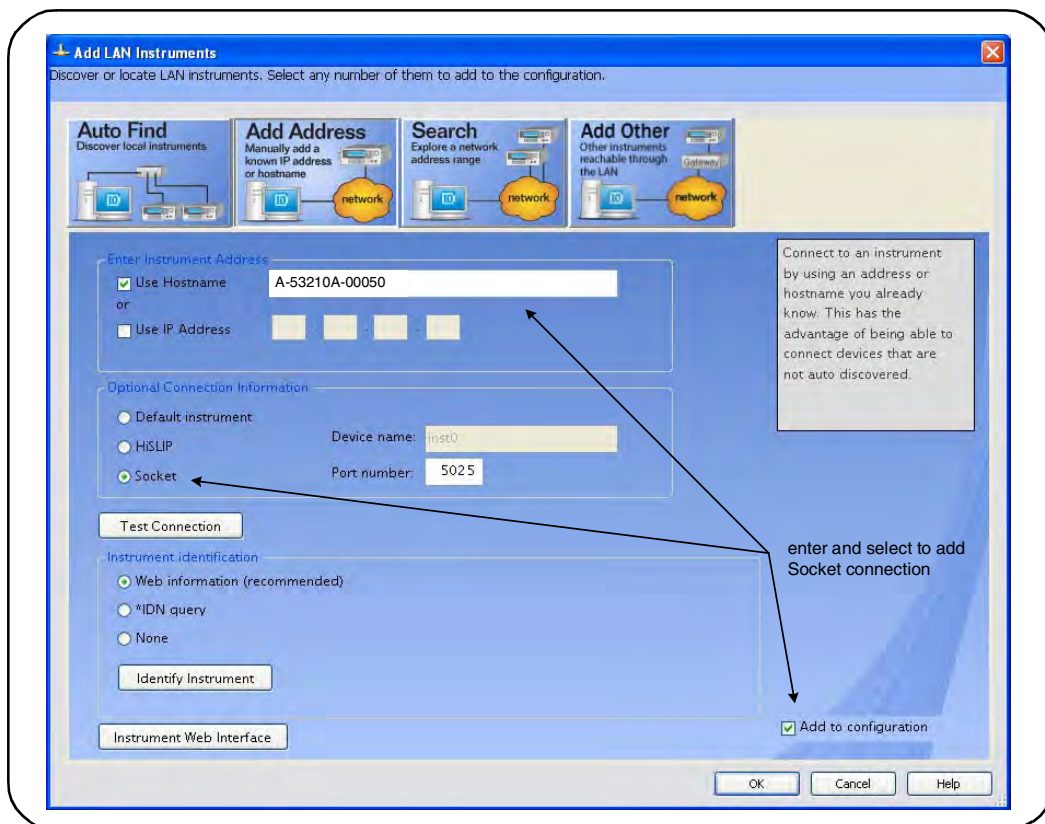 Add LAN Instruments
Discover or locate LAN instruments. Select any number of them to add to the configuration.
Auto Find
Discover local instruments
IO
Add Address
Manually add a
known IP address
or hostname
IO
network
Search
Explore a network
address range
IO
network
Add Other
Other instruments
reachable through
the LAN
Gateway
IO
network
Enter Instrument Address
Use Hostname
A-53210A-00050
or
Use IP Address
Connect to an instrument
by using an address or
hostname you already
know. This has the
advantage of being able to
connect devices that are
not auto discovered.
Optional Connection Information
Default instrument
HiSLIP
Socket
Device name: inst0
Port number: 5025
Test Connection
enter and select to add
Socket connection
Instrument identification
Web information (recommended)
*IDN query
None
Identify Instrument
Instrument Web Interface
Add to configuration
OK Cancel Help